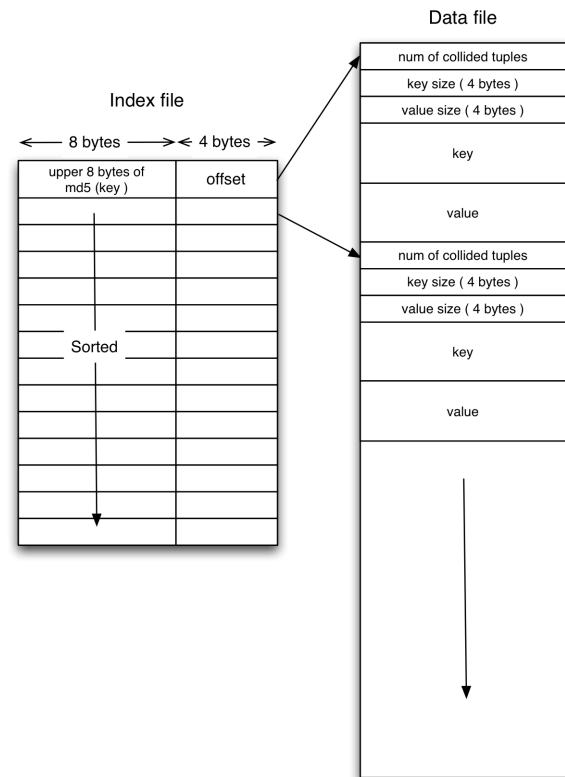 Data file
num of collided tuples
key size ( 4 bytes )
value size ( 4 bytes )
key
value
num of collided tuples
key size ( 4 bytes )
value size ( 4 bytes )
key
value
Index file
8 bytes
4 bytes
upper 8 bytes of
md5 (key )
offset
Sorted